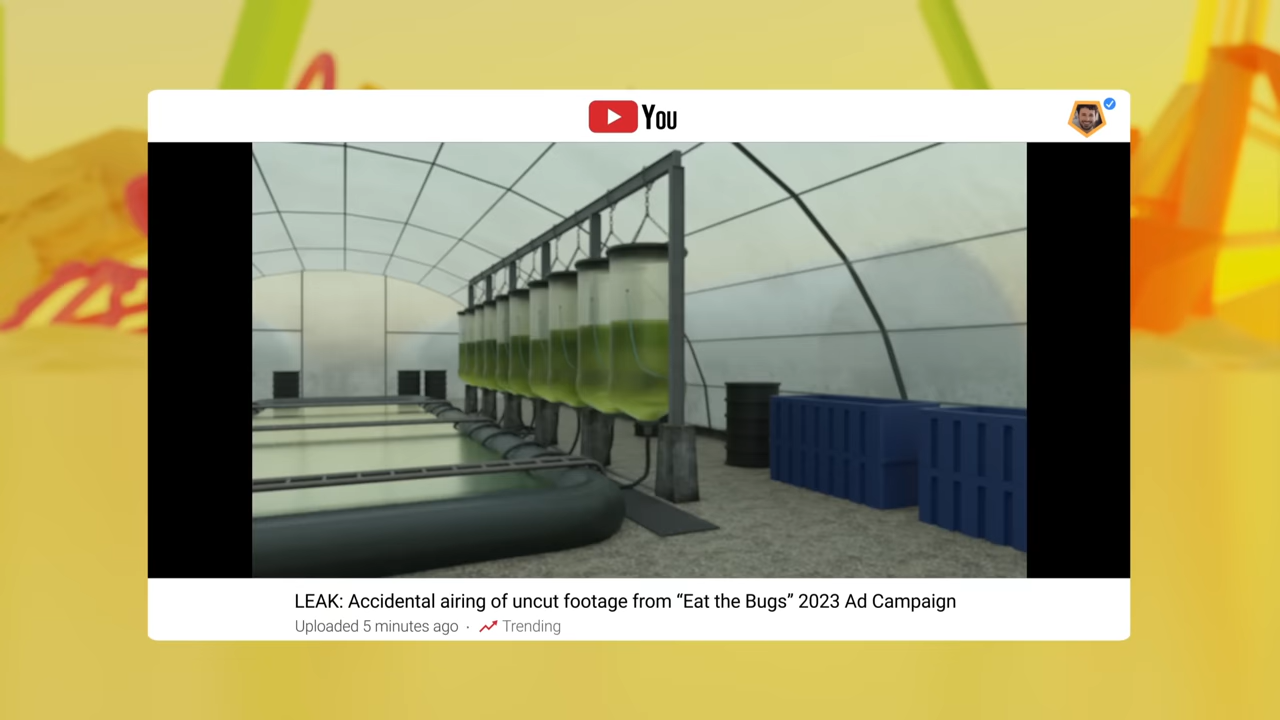 You
LEAK: Accidental airing of uncut footage from “Eat the Bugs” 2023 Ad Campaign
Uploaded 5 minutes ago · Trending